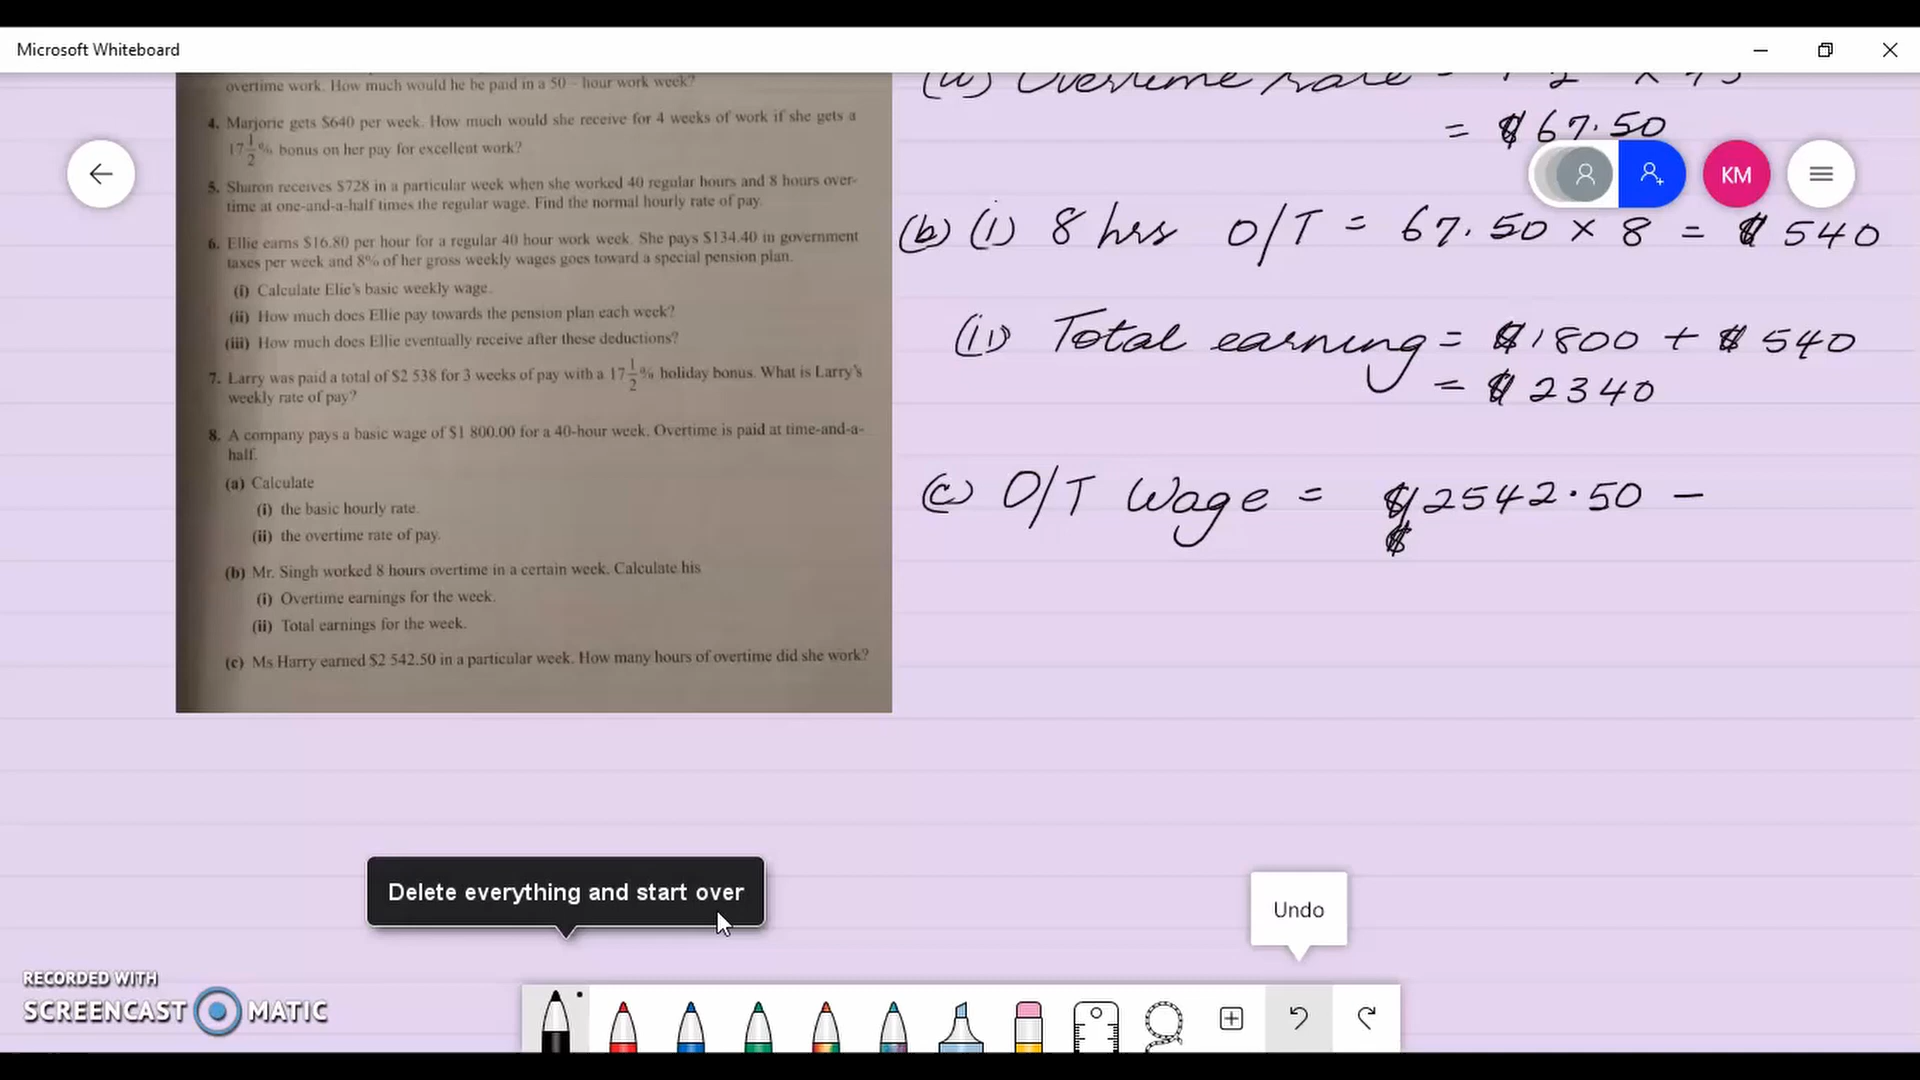 Microsoft Whiteboard
overtime work. How much would he be paid in a 50 – hour work week?
4. Marjorie gets $640 per week. How much would she receive for 4 weeks of work if she gets a
17 1/2 % bonus on her pay for excellent work?
5. Sharon receives $728 in a particular week when she worked 40 regular hours and 8 hours over-
time at one-and-a-half times the regular wage. Find the normal hourly rate of pay.
6. Ellie earns $16.80 per hour for a regular 40 hour work week. She pays $134.40 in government
taxes per week and 8% of her gross weekly wages goes toward a special pension plan.
(i) Calculate Elie's basic weekly wage.
(ii) How much does Ellie pay towards the pension plan each week?
(iii) How much does Ellie eventually receive after these deductions?
7. Larry was paid a total of $2 538 for 3 weeks of pay with a 17 1/2 % holiday bonus. What is Larry's
weekly rate of pay?
8. A company pays a basic wage of $1 800.00 for a 40-hour week. Overtime is paid at time-and-a-
half.
(a) Calculate
(i) the basic hourly rate.
(ii) the overtime rate of pay.
(b) Mr. Singh worked 8 hours overtime in a certain week. Calculate his
(i) Overtime earnings for the week.
(ii) Total earnings for the week.
(c) Ms Harry earned $2 542.50 in a particular week. How many hours of overtime did she work?
Overtime rate =
= $67.50
KM
(b) (i) 8 hrs O/T = 67.50 × 8 = $540
(ii) Total earning = $1800 + $540
= $2340
(c) O/T Wage = $2542.50 –
$
Delete everything and start over
Undo
RECORDED WITH
SCREENCAST MATIC